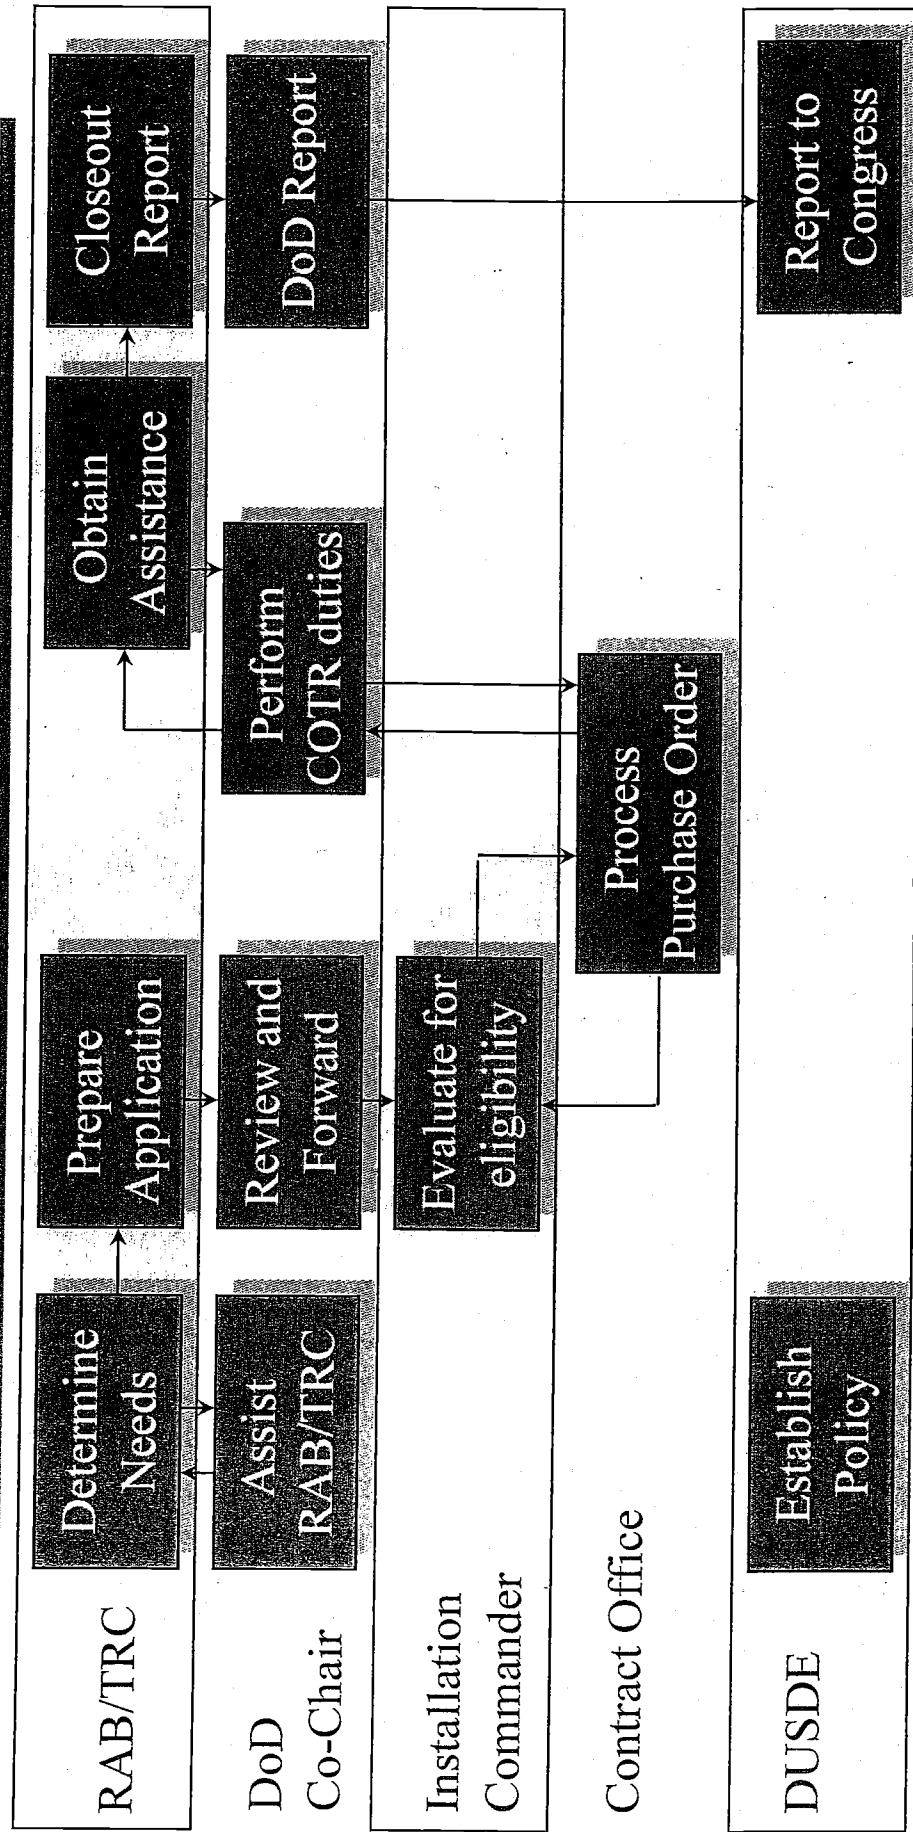 RAB/TRC
Determine
Needs
Prepare
Application
Obtain
Assistance
Closeout
Report
DoD
Co-Chair
Assist
RAB/TRC
Review and
Forward
Perform
COTR duties
DoD Report
Installation
Commander
Evaluate for
eligibility
Contract Office
Process
Purchase Order
DUSDE
Establish
Policy
Report to
Congress